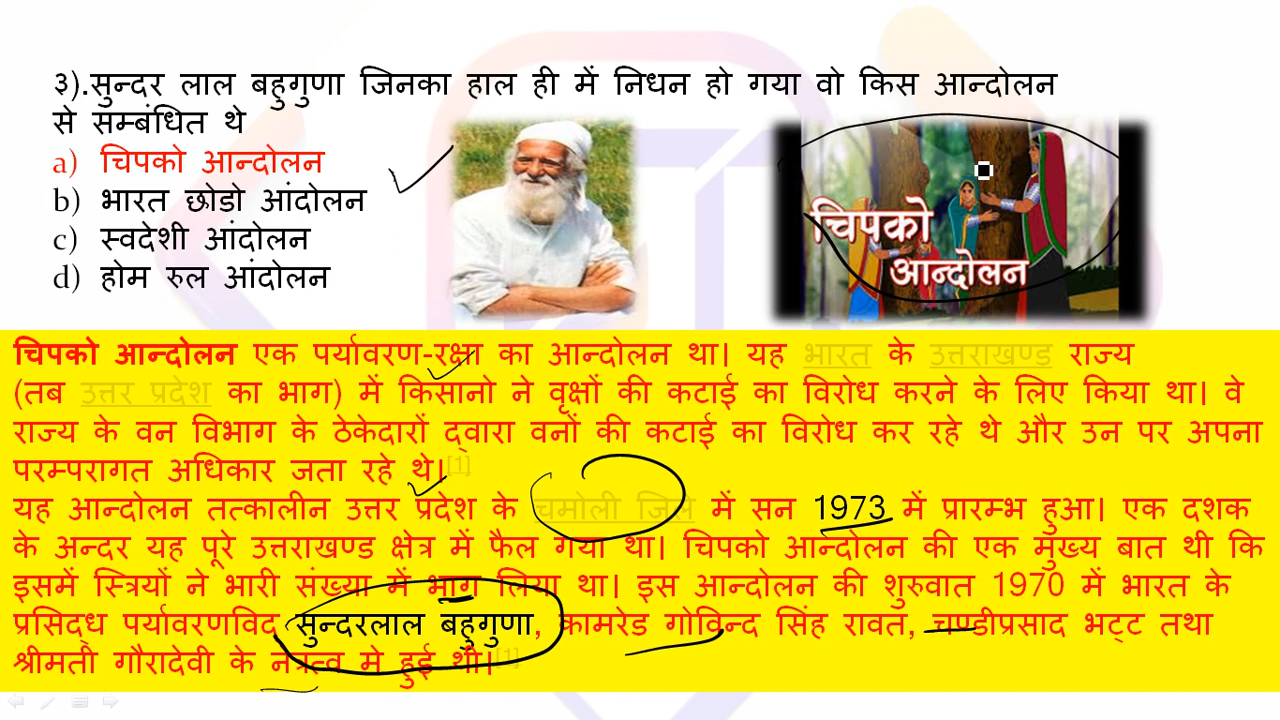 ३).सुन्दर लाल बहुगुणा जिनका हाल ही में निधन हो गया वो किस आन्दोलन
से सम्बंधित थे
a) चिपको आन्दोलन
b) भारत छोडो आंदोलन
c) स्वदेशी आंदोलन
d) होम रुल आंदोलन
चिपको
आन्दोलन
चिपको आन्दोलन एक पर्यावरण-रक्षा का आन्दोलन था। यह भारत के उत्तराखण्ड राज्य
(तब उत्तर प्रदेश का भाग) में किसानो ने वृक्षों की कटाई का विरोध करने के लिए किया था। वे
राज्य के वन विभाग के ठेकेदारों द्वारा वनों की कटाई का विरोध कर रहे थे और उन पर अपना
परम्परागत अधिकार जता रहे थे।[1]
यह आन्दोलन तत्कालीन उत्तर प्रदेश के चमोली जिले में सन 1973 में प्रारम्भ हुआ। एक दशक
के अन्दर यह पूरे उत्तराखण्ड क्षेत्र में फैल गया था। चिपको आन्दोलन की एक मुख्य बात थी कि
इसमें स्त्रियों ने भारी संख्या में भाग लिया था। इस आन्दोलन की शुरुवात 1970 में भारत के
प्रसिद्ध पर्यावरणविद् सुन्दरलाल बहुगुणा, कामरेड गोविन्द सिंह रावत, चण्डीप्रसाद भट्ट तथा
श्रीमती गौरादेवी के नेत्रत्व मे हुई थी।[1]